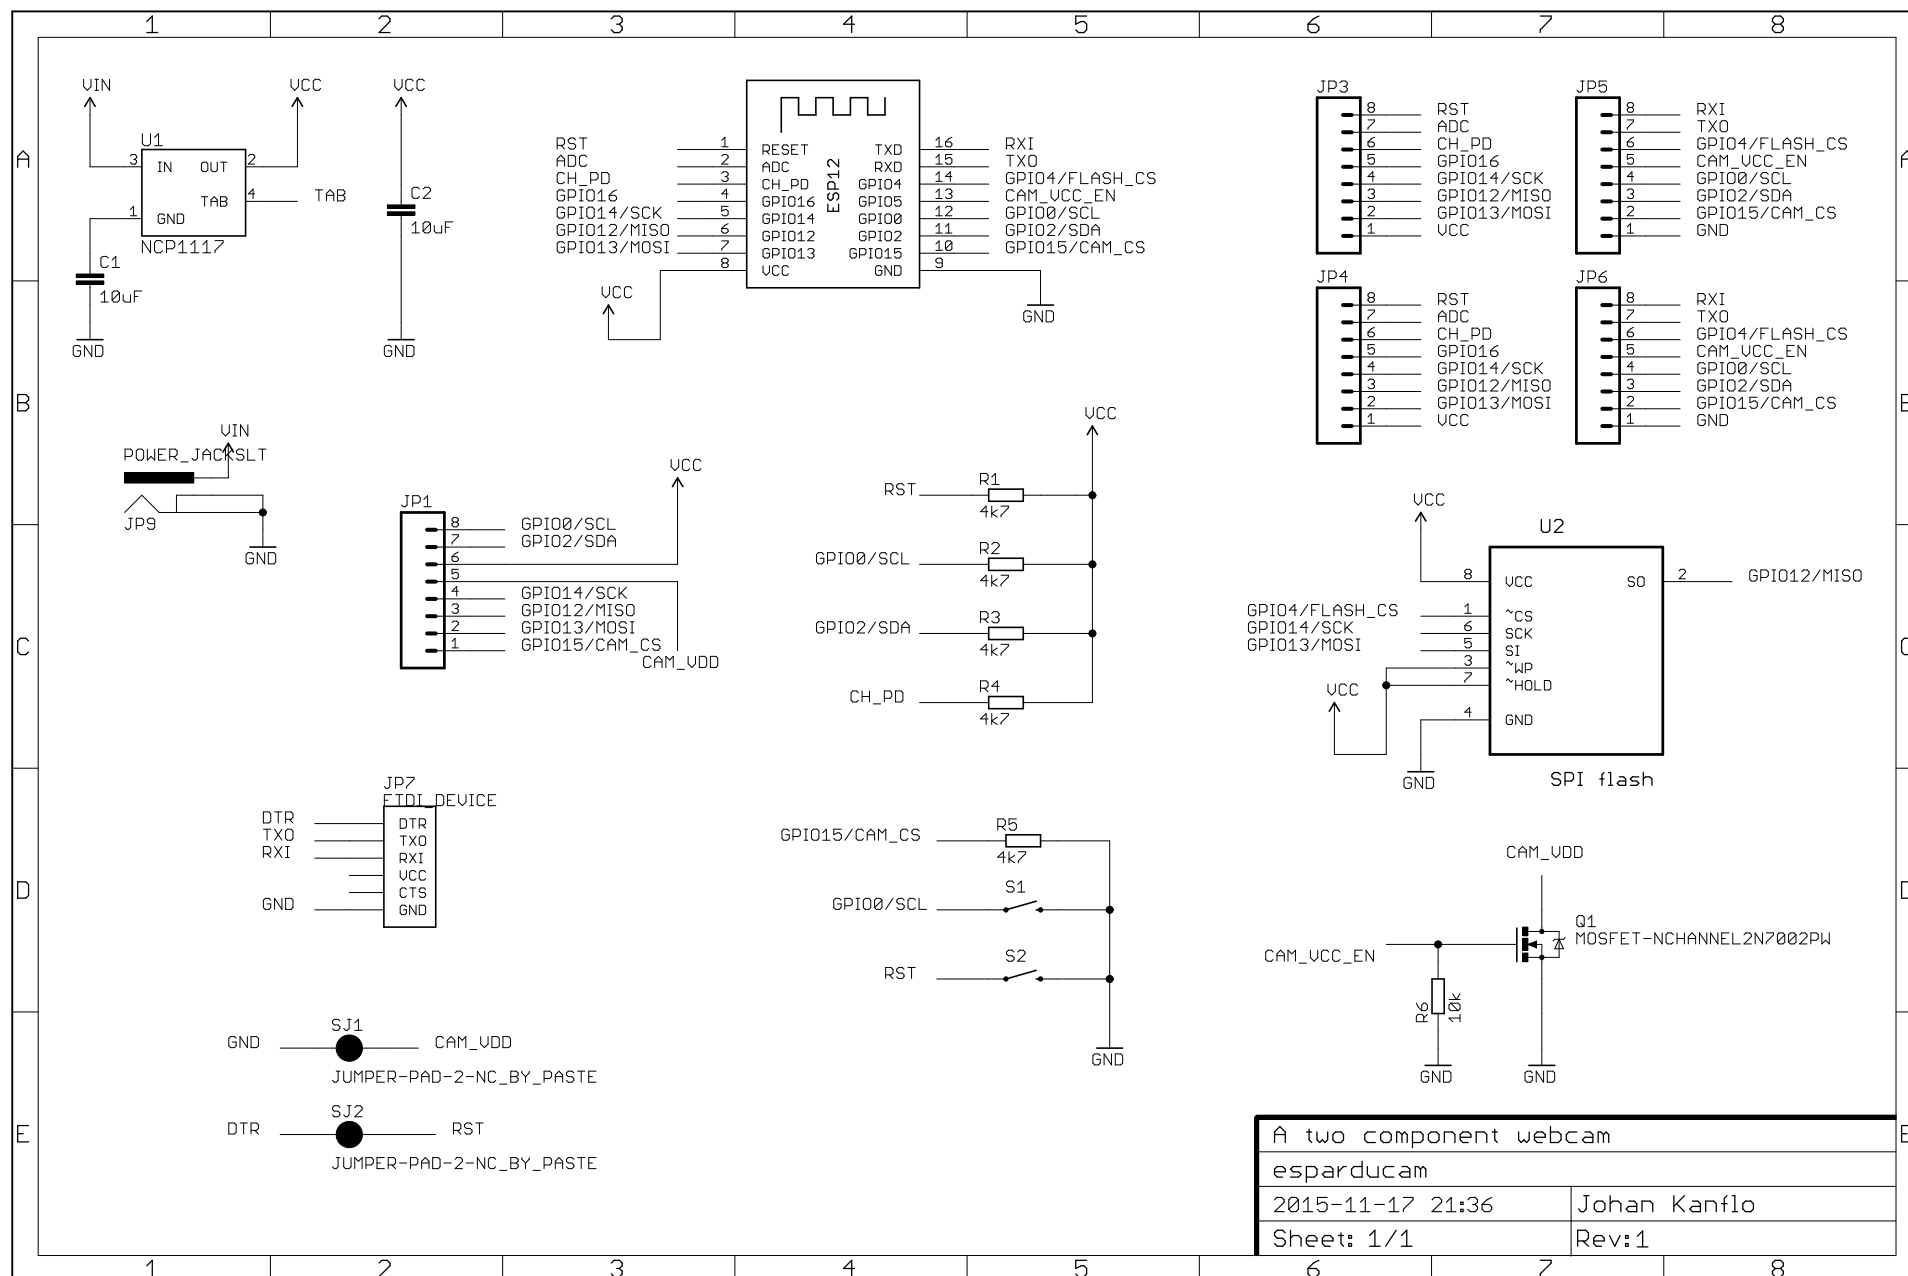 1 2 3 4 5 6 7 8
A
B
C
D
E
VIN
VCC
U1
3 IN OUT 2
TAB 4 TAB
1 GND
NCP1117
C1
10uF
GND
VCC
C2
10uF
GND
ESP12
RST 1 RESET
ADC 2 ADC
CH_PD 3 CH_PD
GPIO16 4 GPIO16
GPIO14/SCK 5 GPIO14
GPIO12/MISO 6 GPIO12
GPIO13/MOSI 7 GPIO13
8 VCC
VCC
TXD 16 RXI
RXD 15 TXO
GPIO4 14 GPIO4/FLASH_CS
GPIO5 13 CAM_VCC_EN
GPIO0 12 GPIO0/SCL
GPIO2 11 GPIO2/SDA
GPIO15 10 GPIO15/CAM_CS
GND 9
GND
JP3
8 RST
7 ADC
6 CH_PD
5 GPIO16
4 GPIO14/SCK
3 GPIO12/MISO
2 GPIO13/MOSI
1 VCC
JP5
8 RXI
7 TXO
6 GPIO4/FLASH_CS
5 CAM_VCC_EN
4 GPIO0/SCL
3 GPIO2/SDA
2 GPIO15/CAM_CS
1 GND
JP4
8 RST
7 ADC
6 CH_PD
5 GPIO16
4 GPIO14/SCK
3 GPIO12/MISO
2 GPIO13/MOSI
1 VCC
JP6
8 RXI
7 TXO
6 GPIO4/FLASH_CS
5 CAM_VCC_EN
4 GPIO0/SCL
3 GPIO2/SDA
2 GPIO15/CAM_CS
1 GND
VIN
POWER_JACKSLT
JP9
GND
VCC
JP1
8 GPIO0/SCL
7 GPIO2/SDA
6
5
4 GPIO14/SCK
3 GPIO12/MISO
2 GPIO13/MOSI
1 GPIO15/CAM_CS
CAM_VDD
VCC
RST R1
4k7
GPIO0/SCL R2
4k7
GPIO2/SDA R3
4k7
CH_PD R4
4k7
VCC
U2
8 VCC SO 2 GPIO12/MISO
GPIO4/FLASH_CS 1 ~CS
GPIO14/SCK 6 SCK
GPIO13/MOSI 5 SI
3 ~WP
7 ~HOLD
VCC
4 GND
GND
SPI flash
JP7
FTDI_DEVICE
DTR DTR
TXO TXO
RXI RXI
VCC
CTS
GND GND
GPIO15/CAM_CS R5
4k7
GPIO0/SCL S1
RST S2
GND
CAM_VDD
Q1
MOSFET-NCHANNEL2N7002PW
CAM_VCC_EN
R6
10k
GND
GND
SJ1
GND CAM_VDD
JUMPER-PAD-2-NC_BY_PASTE
SJ2
DTR RST
JUMPER-PAD-2-NC_BY_PASTE
A two component webcam
esparducam
2015-11-17 21:36 Johan Kanflo
Sheet: 1/1 Rev:1
A
B
C
D
E
1 2 3 4 5 6 7 8